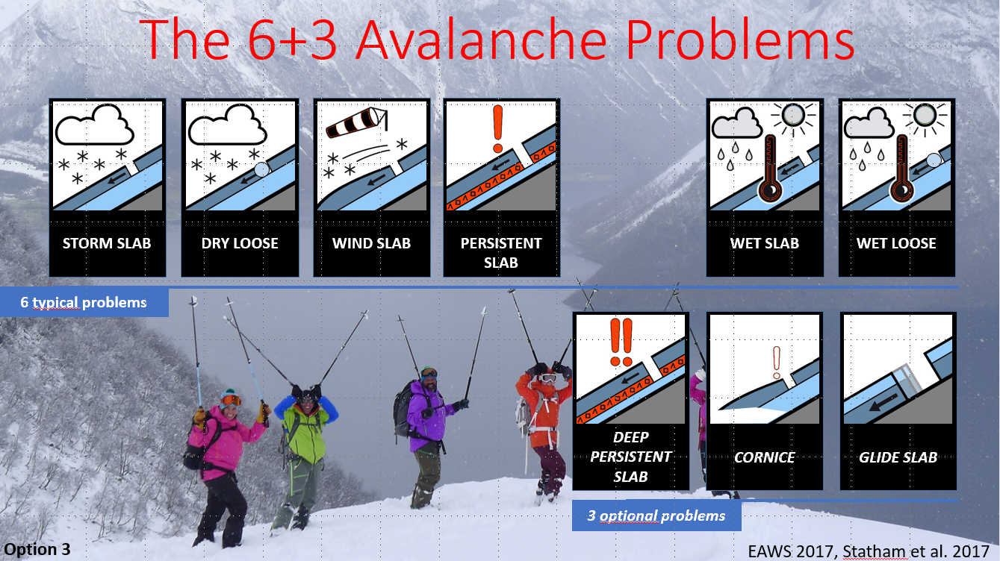 The 6+3 Avalanche Problems
STORM SLAB
DRY LOOSE
WIND SLAB
PERSISTENT
SLAB
WET SLAB
WET LOOSE
6 typical problems
DEEP
PERSISTENT
SLAB
CORNICE
GLIDE SLAB
3 optional problems
Option 3
EAWS 2017, Statham et al. 2017